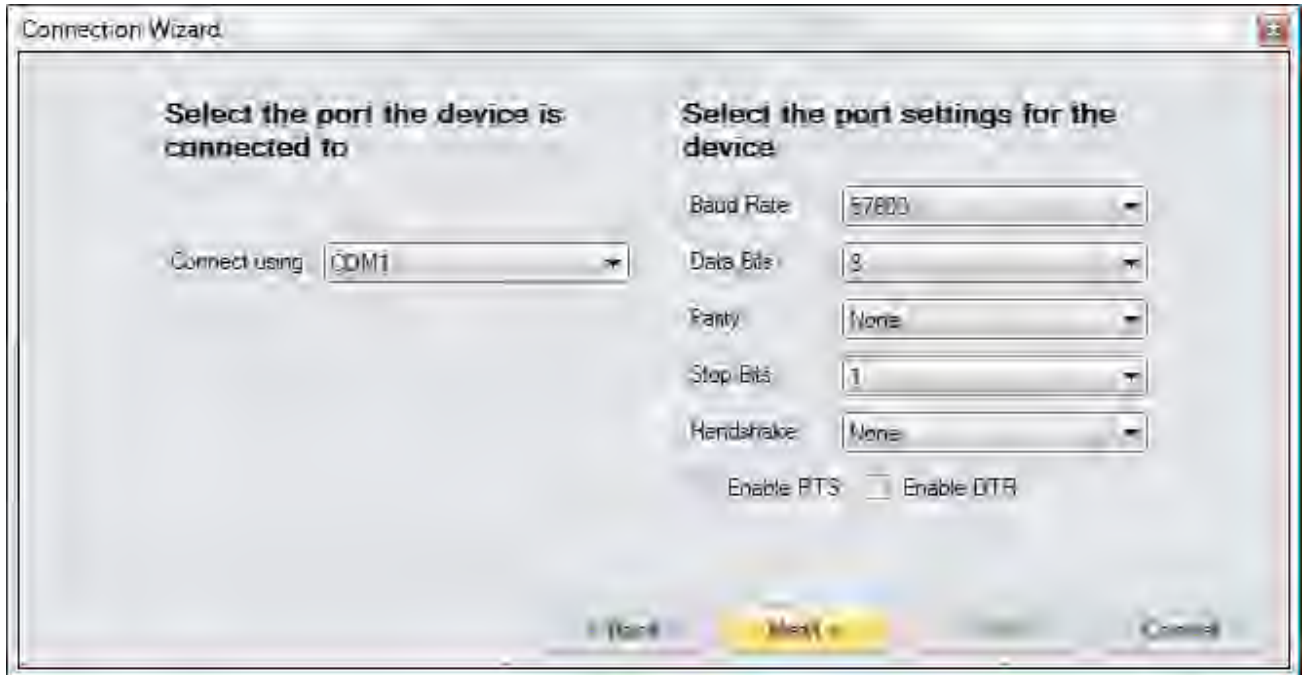 Connection Wizard
Select the port the device is
connected to
Connect using
COM1
Select the port settings for the
device
Baud Rate
57600
Data Bits
8
Parity
None
Stop Bits
1
Handshake
None
Enable RTS
Enable DTR
< Back
Next >
Cancel